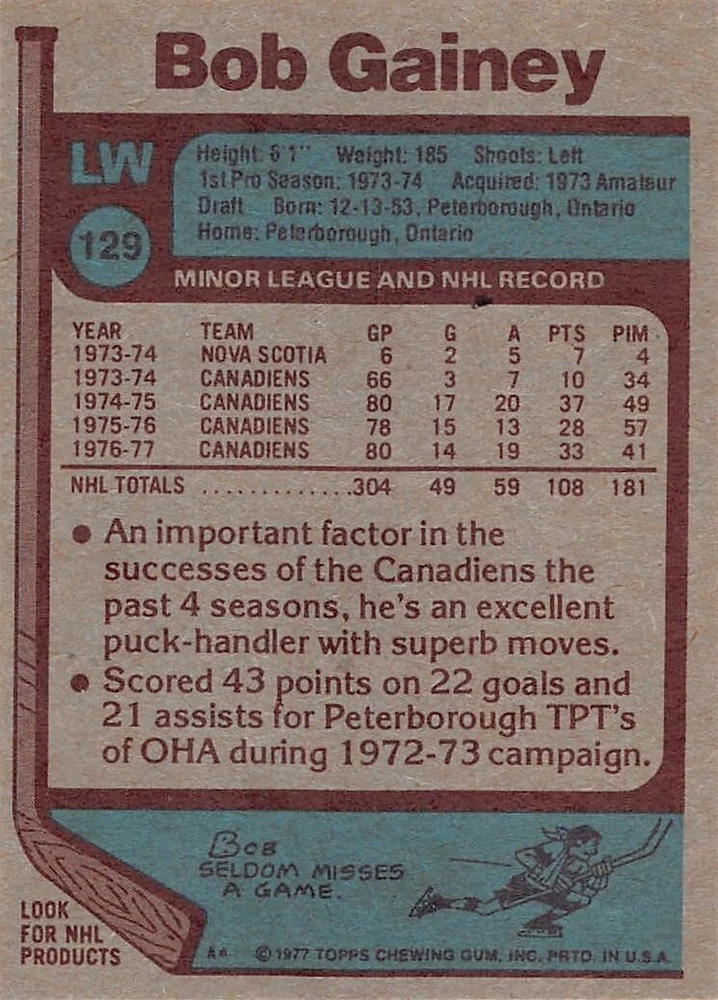 Bob Gainey
LW
129
Height: 6'1" Weight: 185 Shoots: Left
1st Pro Season: 1973-74 Acquired: 1973 Amateur
Draft Born: 12-13-53, Peterborough, Ontario
Home: Peterborough, Ontario
MINOR LEAGUE AND NHL RECORD
YEAR TEAM GP G A PTS PIM
1973-74 NOVA SCOTIA 6 2 5 7 4
1973-74 CANADIENS 66 3 7 10 34
1974-75 CANADIENS 80 17 20 37 49
1975-76 CANADIENS 78 15 13 28 57
1976-77 CANADIENS 80 14 19 33 41
NHL TOTALS .............304 49 59 108 181
● An important factor in the
successes of the Canadiens the
past 4 seasons, he's an excellent
puck-handler with superb moves.
● Scored 43 points on 22 goals and
21 assists for Peterborough TPT's
of OHA during 1972-73 campaign.
BOB
SELDOM MISSES
A GAME.
LOOK
FOR NHL
PRODUCTS
A* © 1977 TOPPS CHEWING GUM, INC. PRTD. IN U.S.A.